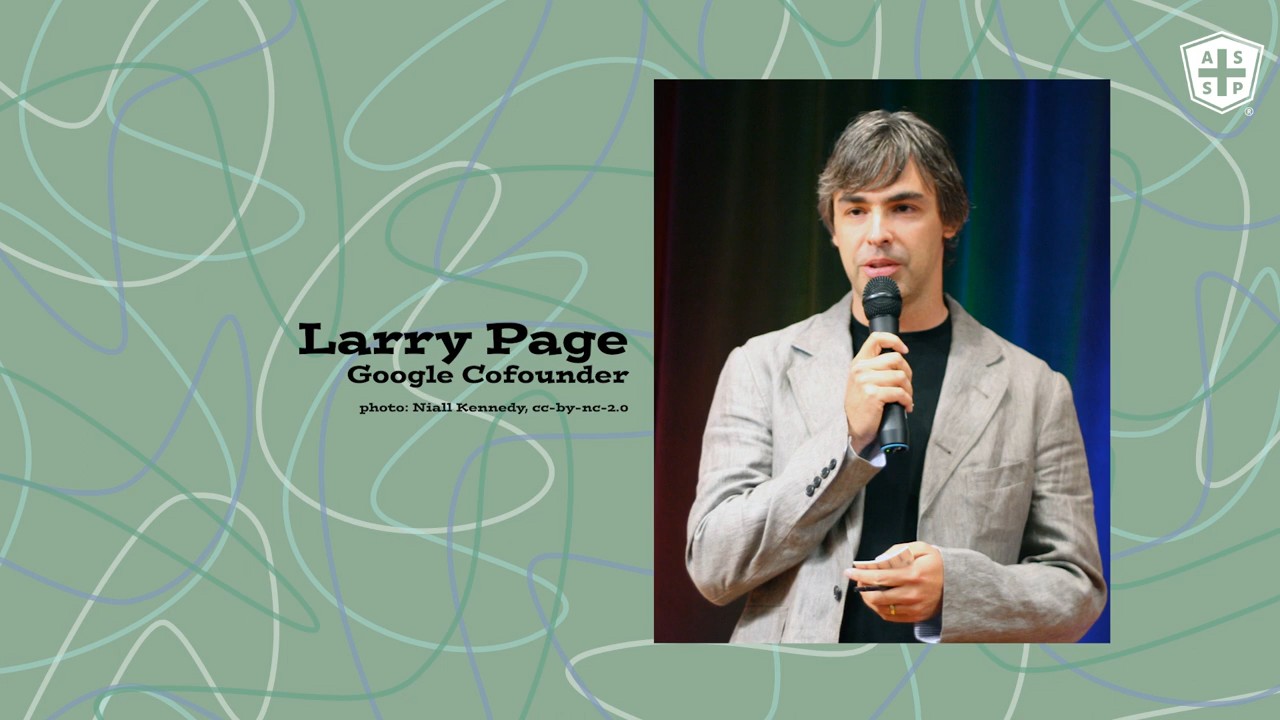 Larry Page
Google Cofounder
photo: Niall Kennedy, cc-by-nc-2.0
A S
S P
®